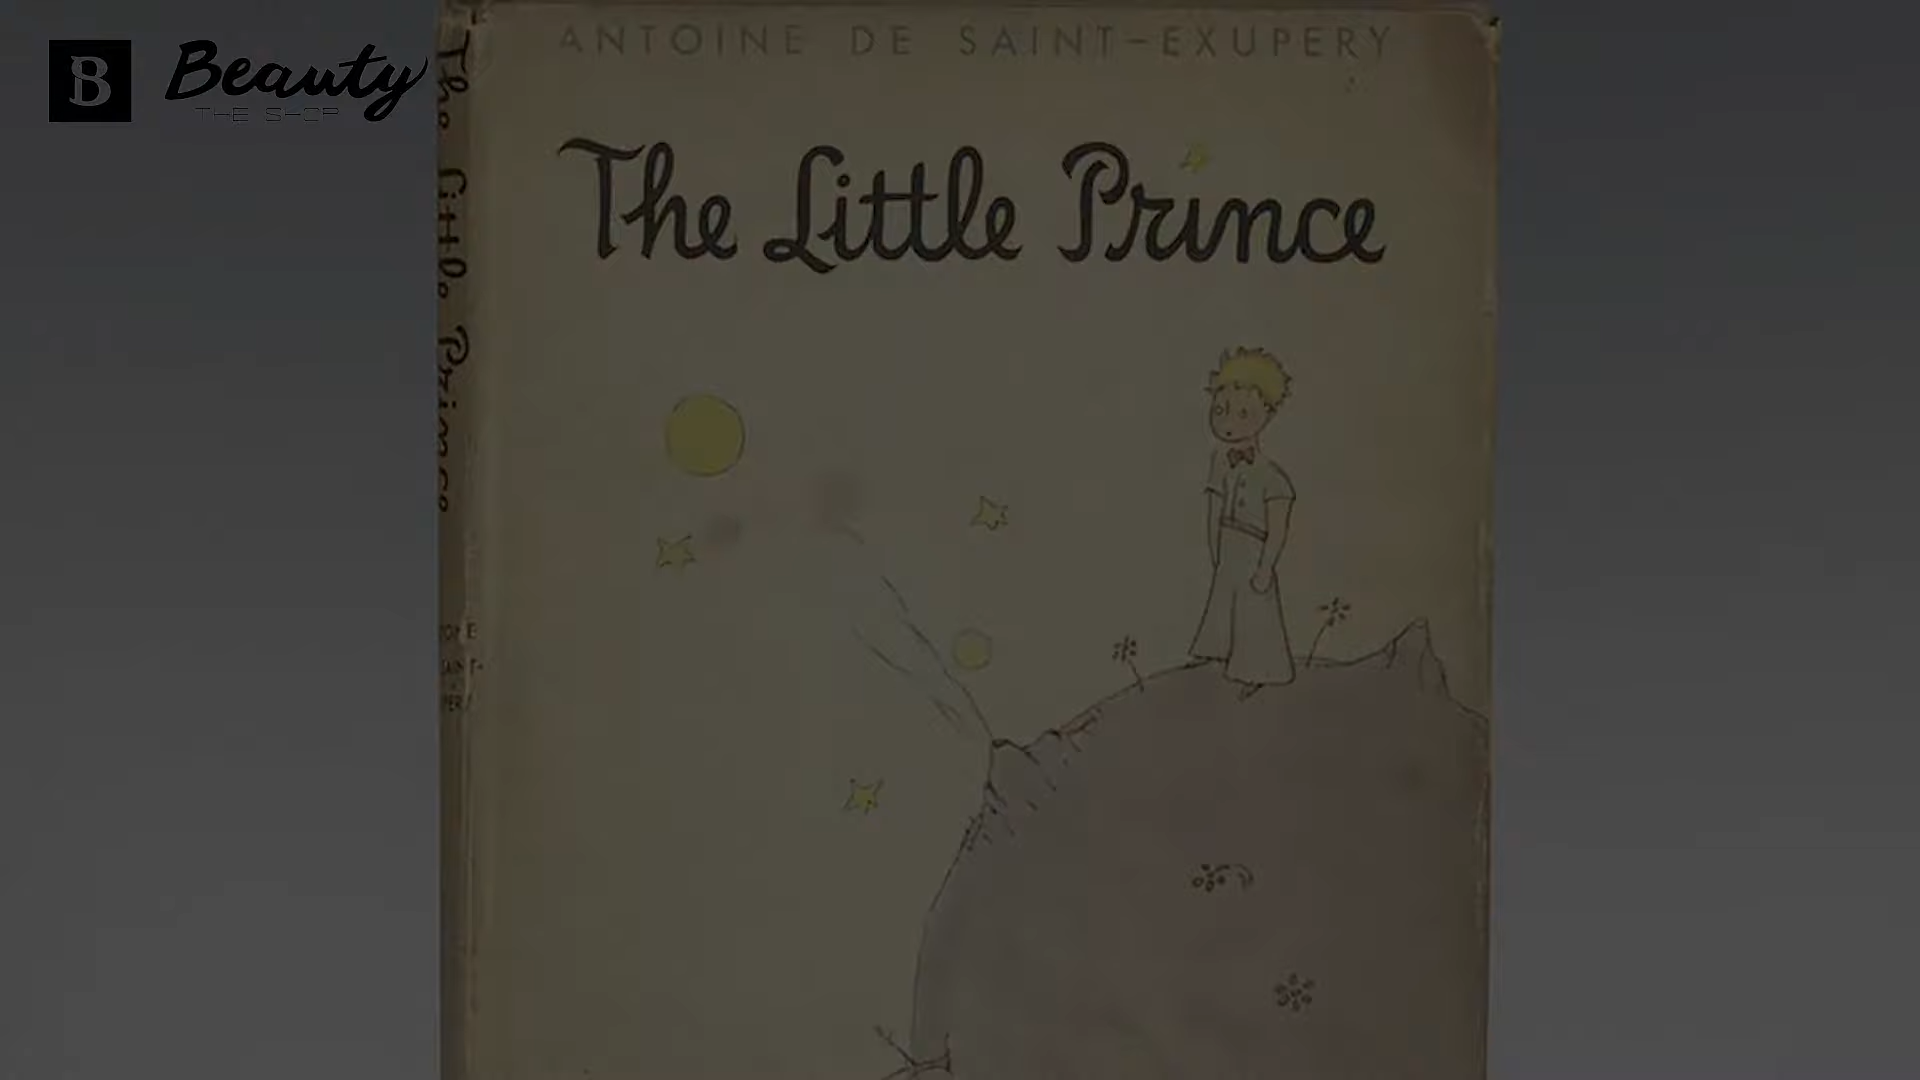 ANTOINE DE SAINT-EXUPERY
B Beauty
THE SHOP
The Little Prince
The Little Prince